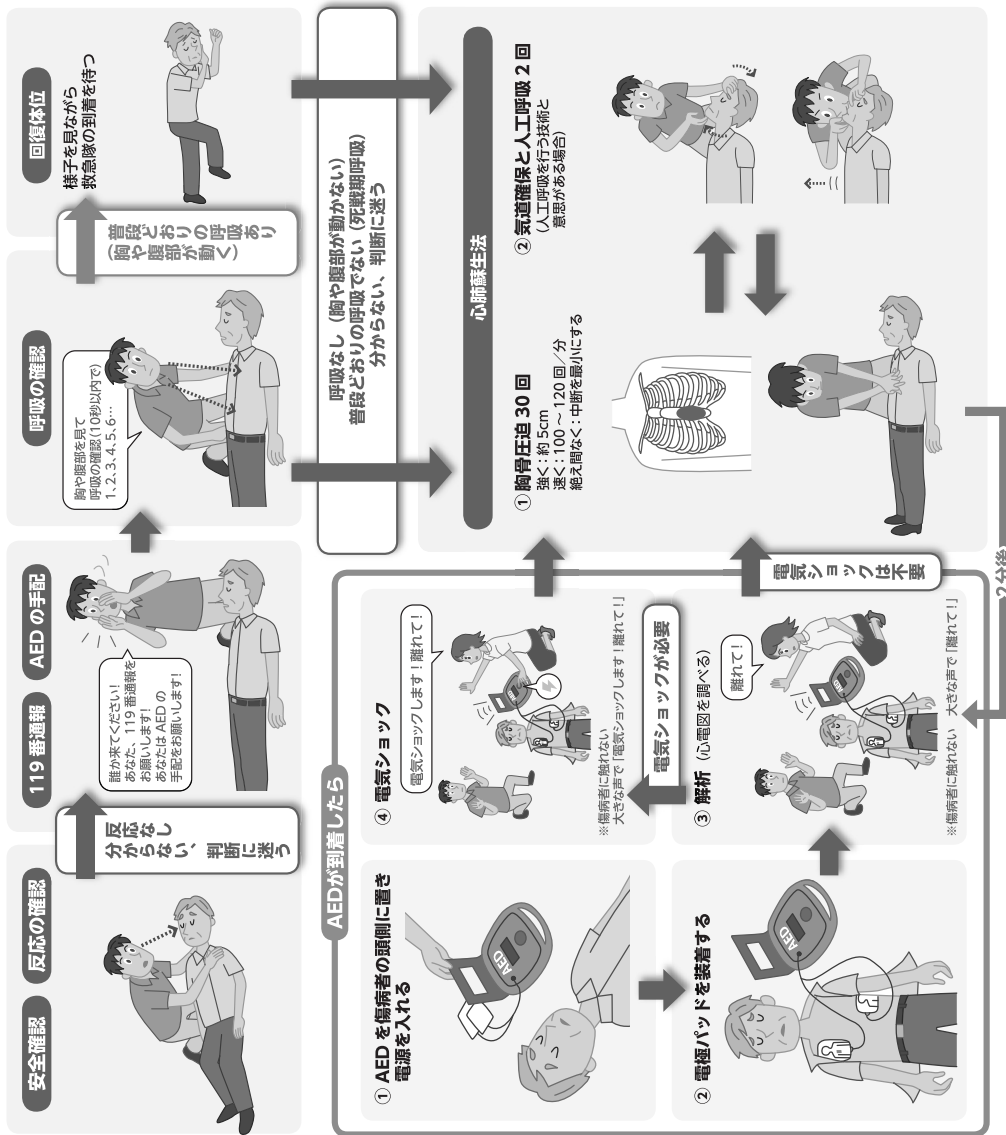 安全確認
反応の確認
反応なし
分からない、判断に迷う
119 番通報
AED の手配
誰か来てください!
あなた、119 番通報を
お願いします!
あなたは AED の
手配をお願いします!
呼吸の確認
胸や腹部を見て
呼吸の確認(10秒以内で)
1、2、3、4、5、6…
普段どおりの呼吸あり
(胸や腹部が動く)
回復体位
様子を見ながら
救急隊の到着を待つ
呼吸なし(胸や腹部が動かない)
普段どおりの呼吸でない(死戦期呼吸)
分からない、判断に迷う
心肺蘇生法
① 胸骨圧迫 30 回
強く:約 5cm
速く:100 ~ 120 回/分
絶え間なく:中断を最小にする
② 気道確保と人工呼吸 2 回
(人工呼吸を行う技術と
意思がある場合)
AEDが到着したら
① AED を傷病者の頭側に置き
電源を入れる
AED
② 電極パッドを装着する
AED
③ 解析(心電図を調べる)
離れて!
※傷病者に触れない 大きな声で「離れて!」
電気ショックが必要
④ 電気ショック
電気ショックします!離れて!
※傷病者に触れない
大きな声で「電気ショックします!離れて!」
電気ショックは不要
2分後